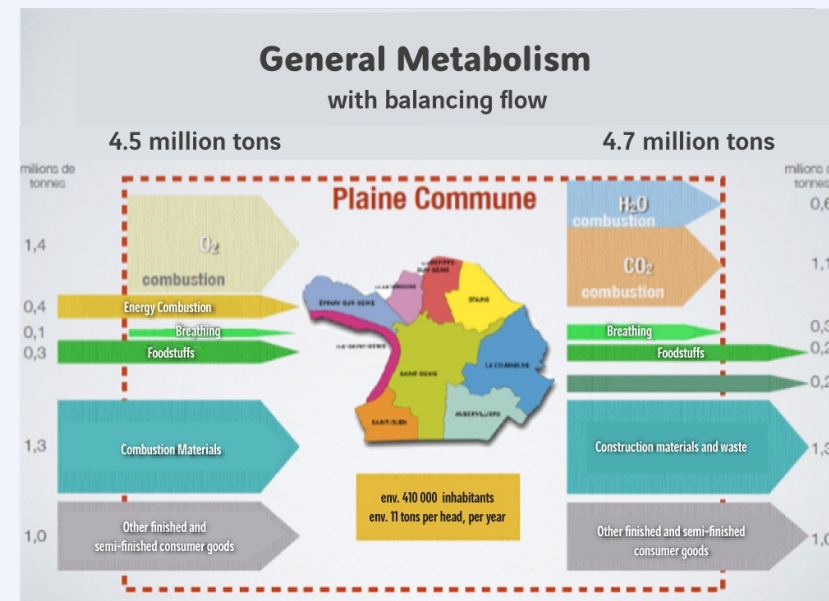 General Metabolism
with balancing flow
4.5 million tons
4.7 million tons
millions de
tonnes
millions
tonnes
Plaine Commune
1,4
O₂
combustion
0,4
Energy Combustion
0,1
Breathing
0,3
Foodstuffs
1,3
Combustion Materials
1,0
Other finished and
semi-finished consumer goods
ÉPINAY-SUR-SEINE
STAINS
LA COURNEUVE
SAINT-DENIS
AUBERVILLIERS
SAINT-OUEN
env. 410 000 inhabitants
env. 11 tons per head, per year
H₂O
combustion
0,6
CO₂
combustion
1,1
Breathing
0,3
Foodstuffs
0,2
0,2
Construction materials and waste
1,3
Other finished and semi-finished
consumer goods
1,0